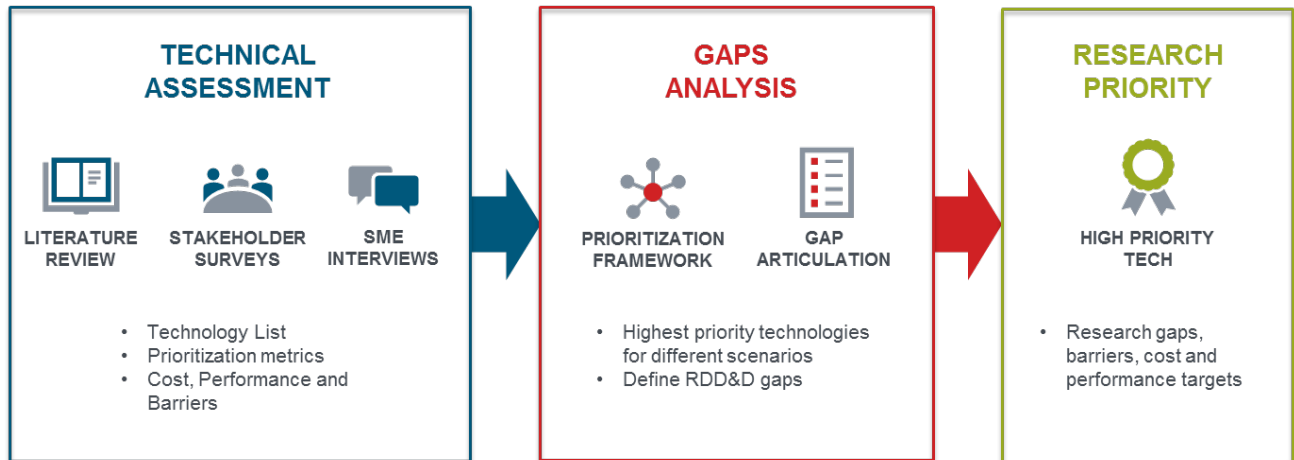 TECHNICAL
ASSESSMENT
LITERATURE
REVIEW
STAKEHOLDER
SURVEYS
SME
INTERVIEWS
• Technology List
• Prioritization metrics
• Cost, Performance and
Barriers
GAPS
ANALYSIS
PRIORITIZATION
FRAMEWORK
GAP
ARTICULATION
• Highest priority technologies
for different scenarios
• Define RDD&D gaps
RESEARCH
PRIORITY
HIGH PRIORITY
TECH
• Research gaps,
barriers, cost and
performance targets